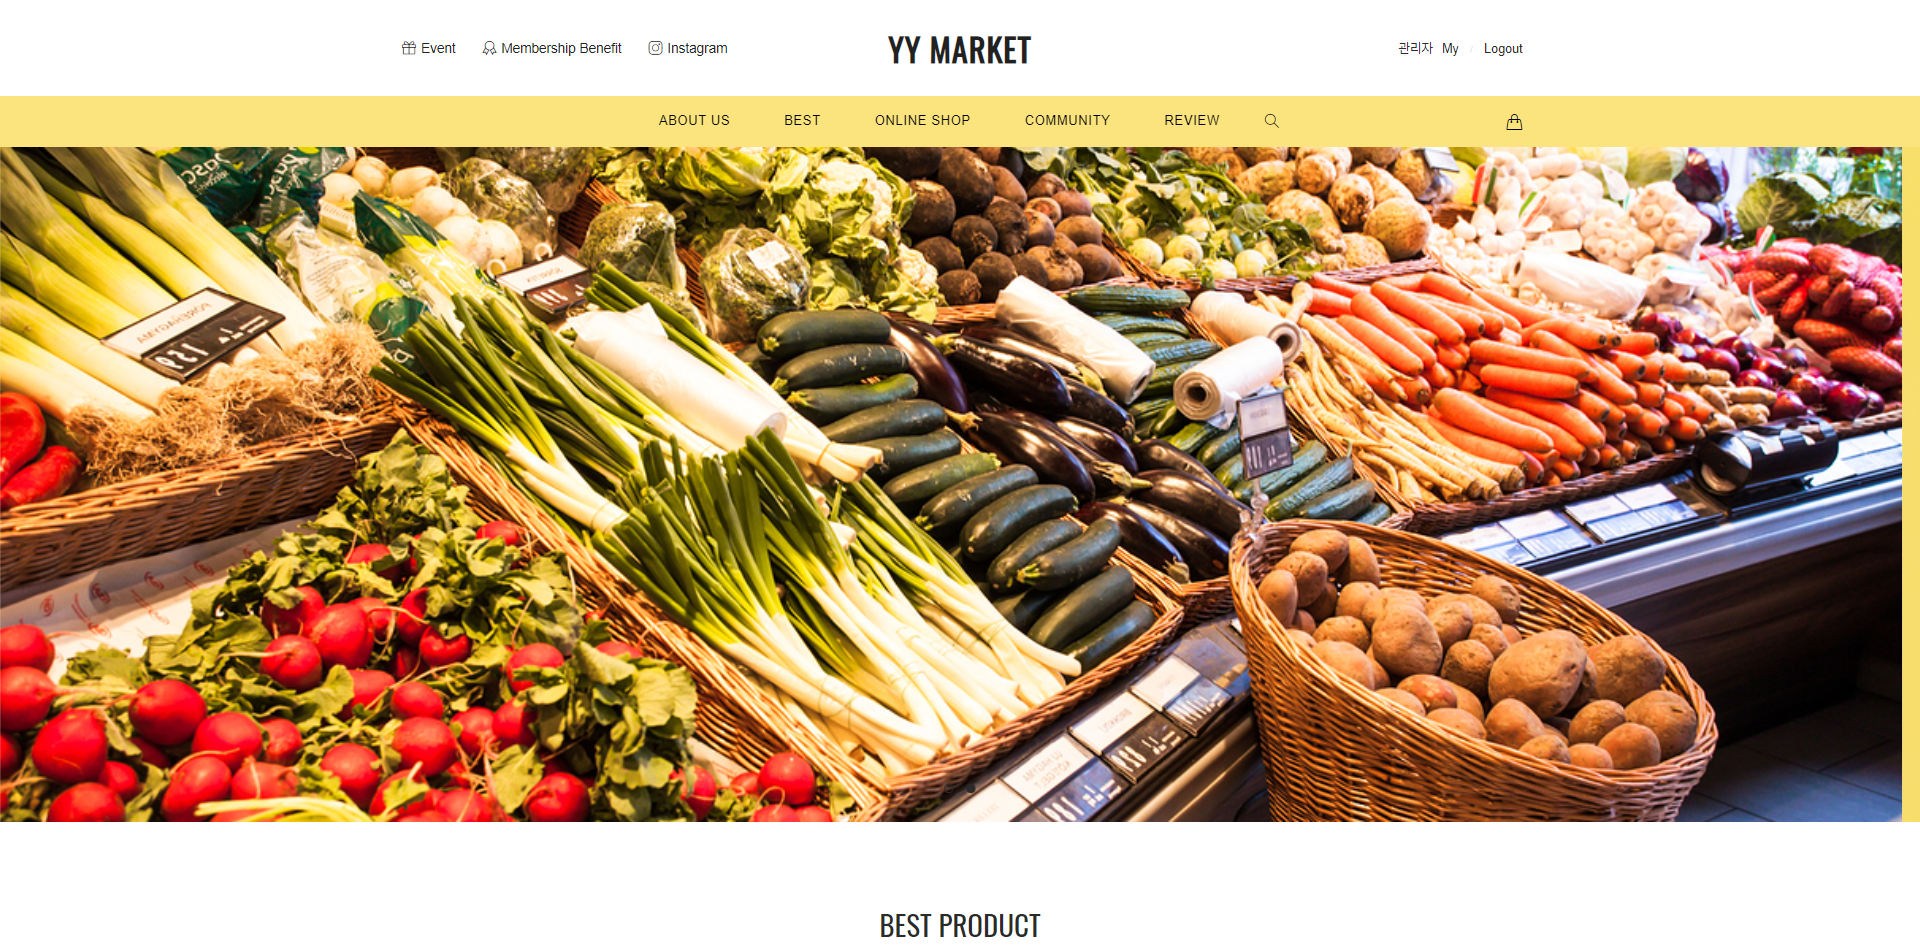 Event Membership Benefit Instagram
YY MARKET
관리자 My / Logout
ABOUT US BEST ONLINE SHOP COMMUNITY REVIEW
BEST PRODUCT